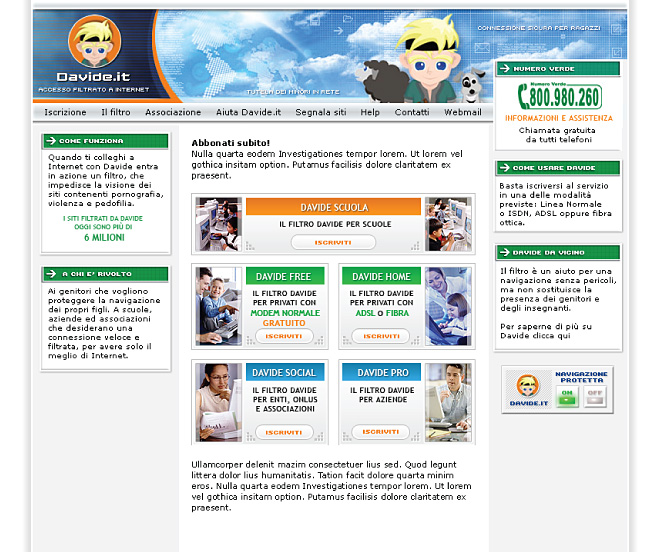 CONNESSIONE SICURA PER RAGAZZI
Davide.it
ACCESSO FILTRATO A INTERNET
TUTELA DEI MINORI IN RETE
Iscrizione Il filtro Associazione Aiuta Davide.it Segnala siti Help Contatti Webmail
COME FUNZIONA
Quando ti colleghi a
Internet con Davide entra
in azione un filtro, che
impedisce la visione dei
siti contenenti pornografia,
violenza e pedofilia.
I SITI FILTRATI DA DAVIDE
OGGI SONO PIÙ DI
6 MILIONI
A CHI E' RIVOLTO
Ai genitori che vogliono
proteggere la navigazione
dei propri figli. A scuole,
aziende ed associazioni
che desiderano una
connessione veloce e
filtrata, per avere solo il
meglio di Internet.
Abbonati subito!
Nulla quarta eodem Investigationes tempor lorem. Ut lorem vel
gothica insitam option. Putamus facilisis dolore claritatem ex
praesent.
DAVIDE SCUOLA
IL FILTRO DAVIDE PER SCUOLE
ISCRIVITI
DAVIDE FREE
IL FILTRO DAVIDE
PER PRIVATI CON
MODEM NORMALE
GRATUITO
ISCRIVITI
DAVIDE HOME
IL FILTRO DAVIDE
PER PRIVATI CON
ADSL O FIBRA
ISCRIVITI
DAVIDE SOCIAL
IL FILTRO DAVIDE
PER ENTI, ONLUS
E ASSOCIAZIONI
ISCRIVITI
DAVIDE PRO
IL FILTRO DAVIDE
PER AZIENDE
ISCRIVITI
Ullamcorper delenit mazim consectetuer lius sed. Quod legunt
littera dolor lius humanitatis. Tation facit dolore quarta minim
eros. Nulla quarta eodem Investigationes tempor lorem. Ut lorem
vel gothica insitam option. Putamus facilisis dolore claritatem ex
praesent.
NUMERO VERDE
Numero Verde
800.980.260
INFORMAZIONI E ASSISTENZA
Chiamata gratuita
da tutti telefoni
COME USARE DAVIDE
Basta iscriversi al servizio
in una delle modalità
previste: Linea Normale
o ISDN, ADSL oppure fibra
ottica.
DAVIDE DA VICINO
Il filtro è un aiuto per una
navigazione senza pericoli,
ma non sostituisce la
presenza dei genitori e
degli insegnanti.
Per saperne di più su
Davide clicca qui
NAVIGAZIONE
PROTETTA
DAVIDE.IT
ON OFF